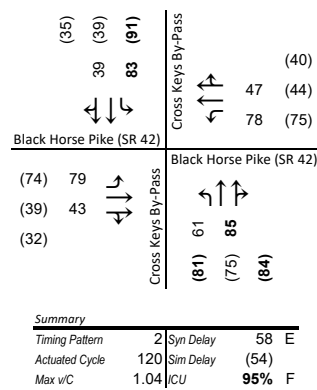 (35) (39) (91)
39 83
Black Horse Pike (SR 42)
Cross Keys By-Pass
(40)
47 (44)
78 (75)
(74) 79
(39) 43
(32)
Cross Keys By-Pass
Black Horse Pike (SR 42)
61 85
(81) (75) (84)
Summary
Timing Pattern 2 Syn Delay 58 E
Actuated Cycle 120 Sim Delay (54)
Max v/C 1.04 ICU 95% F